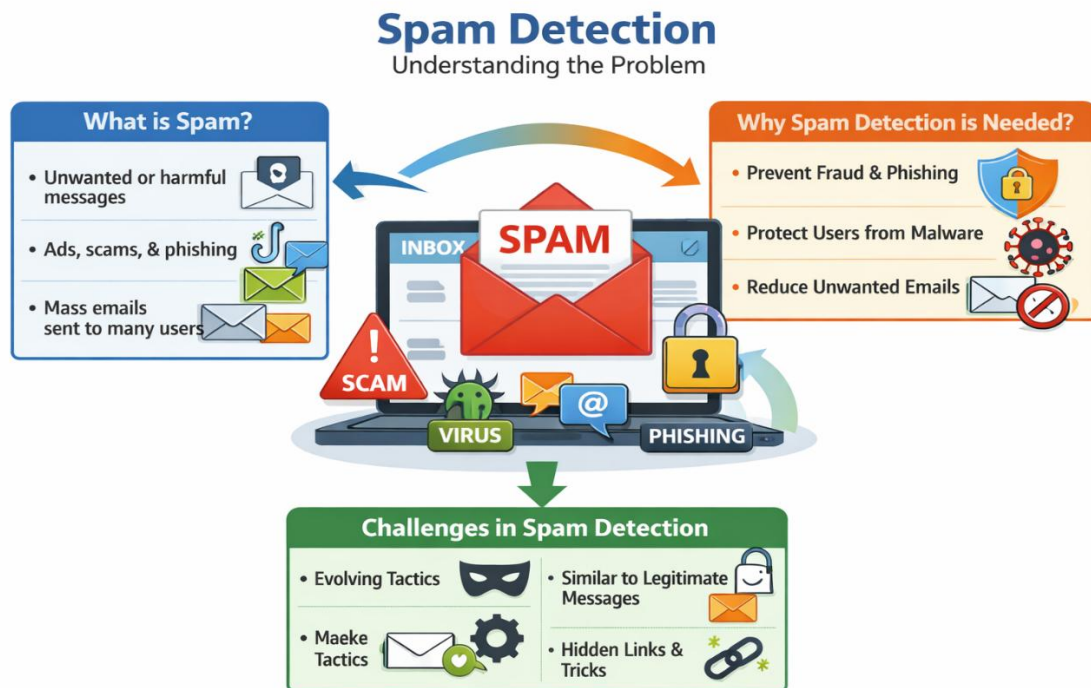 Spam Detection
Understanding the Problem
What is Spam?
• Unwanted or harmful
messages
• Ads, scams, & phishing
• Mass emails
sent to many users
Why Spam Detection is Needed?
• Prevent Fraud & Phishing
• Protect Users from Malware
• Reduce Unwanted Emails
INBOX
SPAM
!
SCAM
VIRUS
@
PHISHING
Challenges in Spam Detection
• Evolving Tactics
• Maeke
Tactics
• Similar to Legitimate
Messages
• Hidden Links &
Tricks